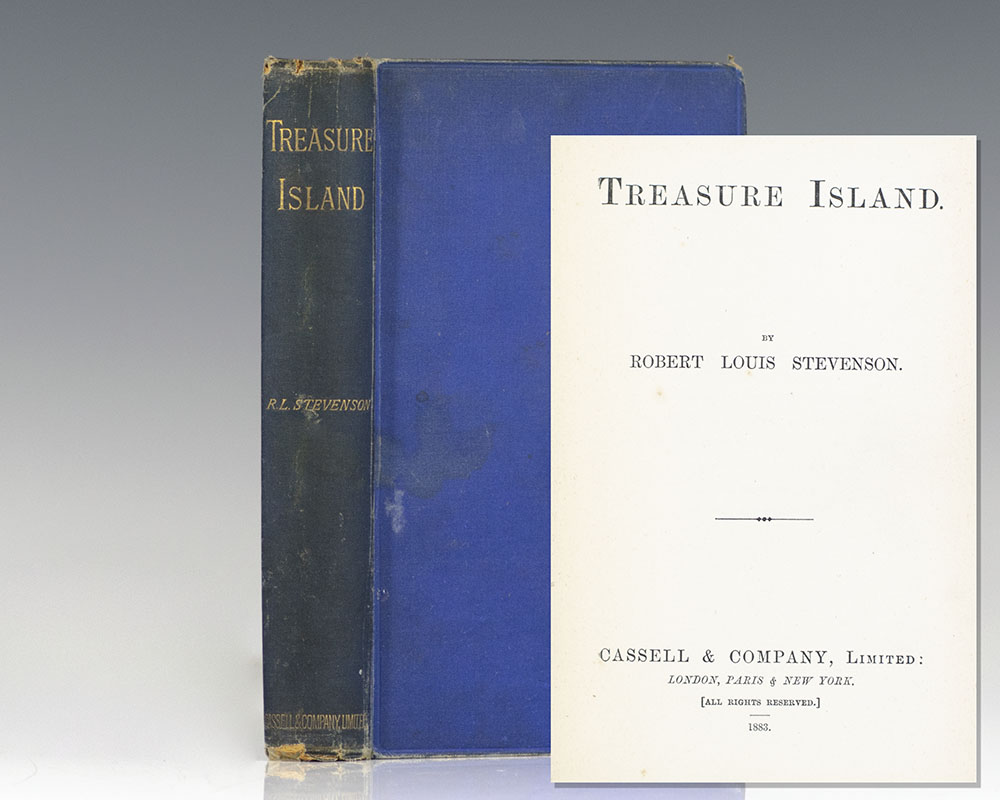 TREASURE
ISLAND
R.L. STEVENSON
CASSELL & COMPANY, LIMITED
TREASURE ISLAND.
BY
ROBERT LOUIS STEVENSON.
CASSELL & COMPANY, LIMITED:
LONDON, PARIS & NEW YORK.
[ALL RIGHTS RESERVED.]
1883.